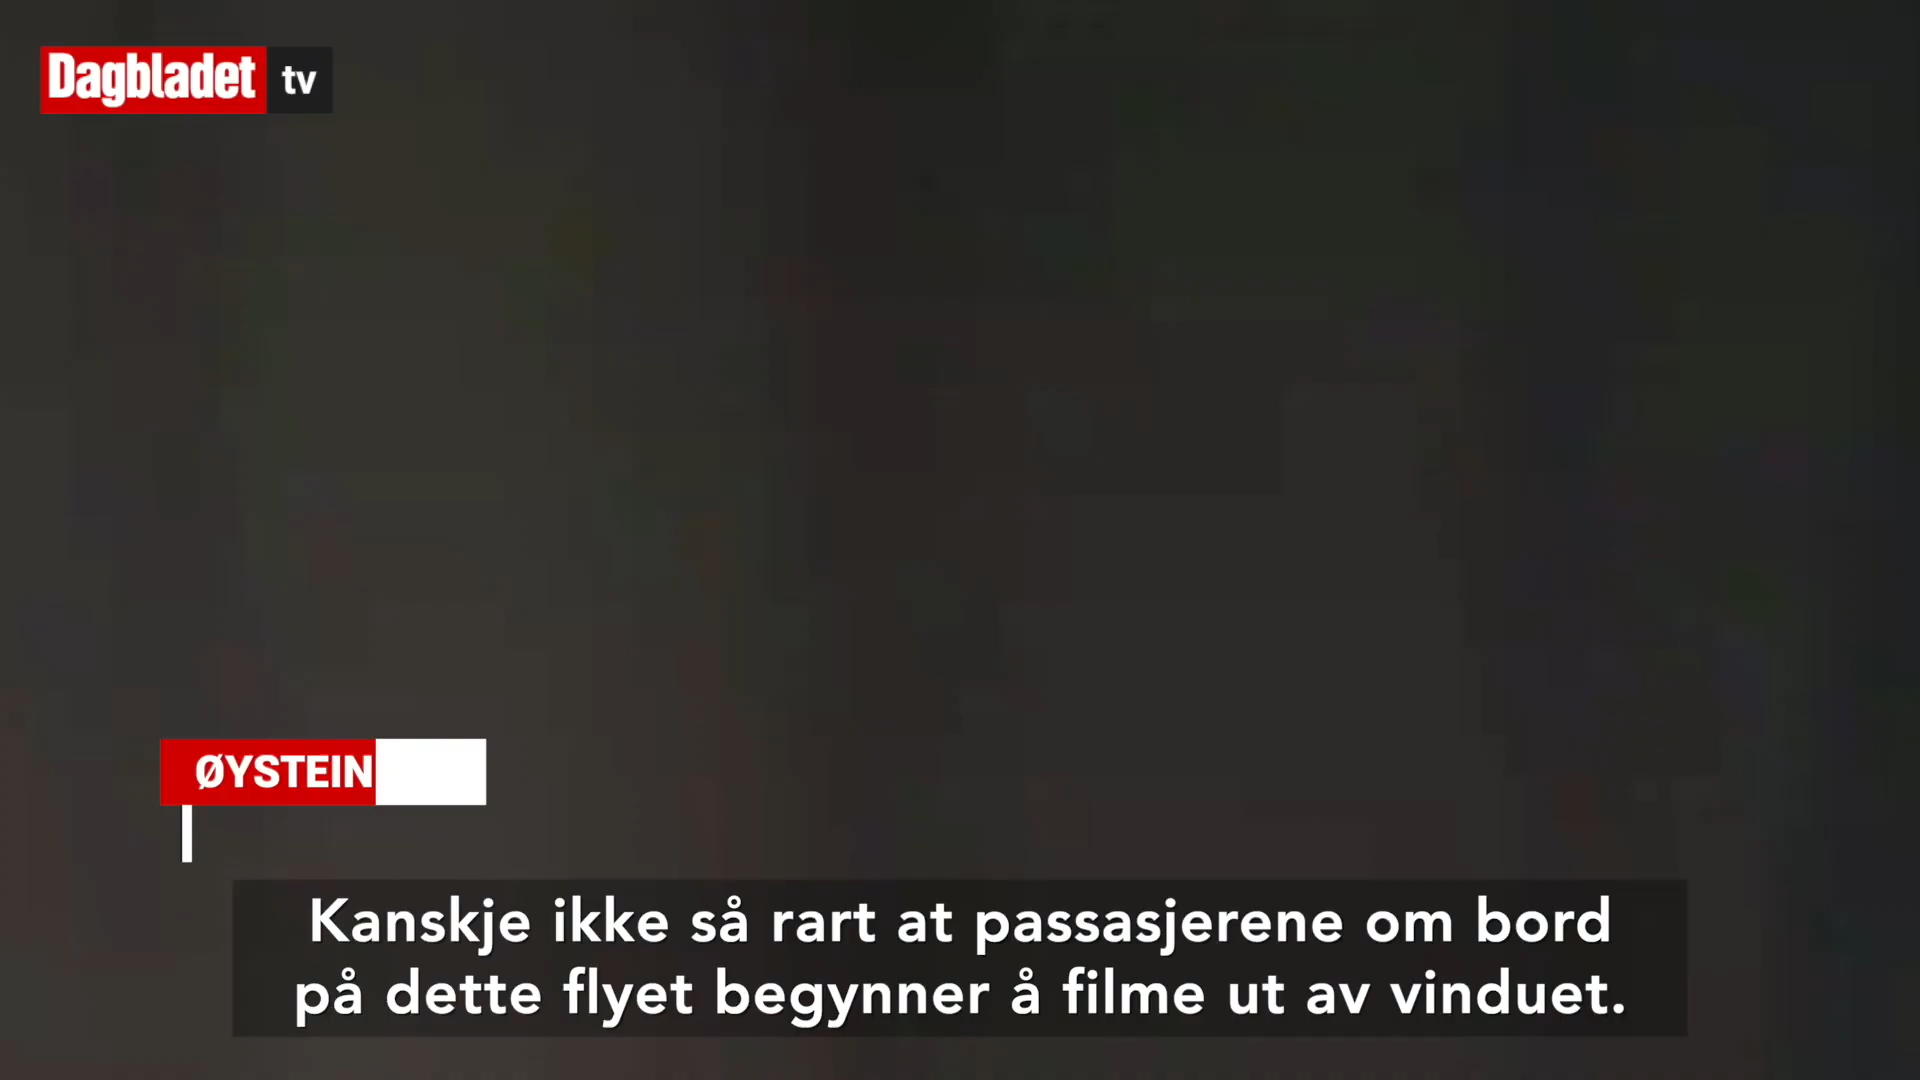 Dagbladet tv
ØYSTEIN
Kanskje ikke så rart at passasjerene om bord
på dette flyet begynner å filme ut av vinduet.